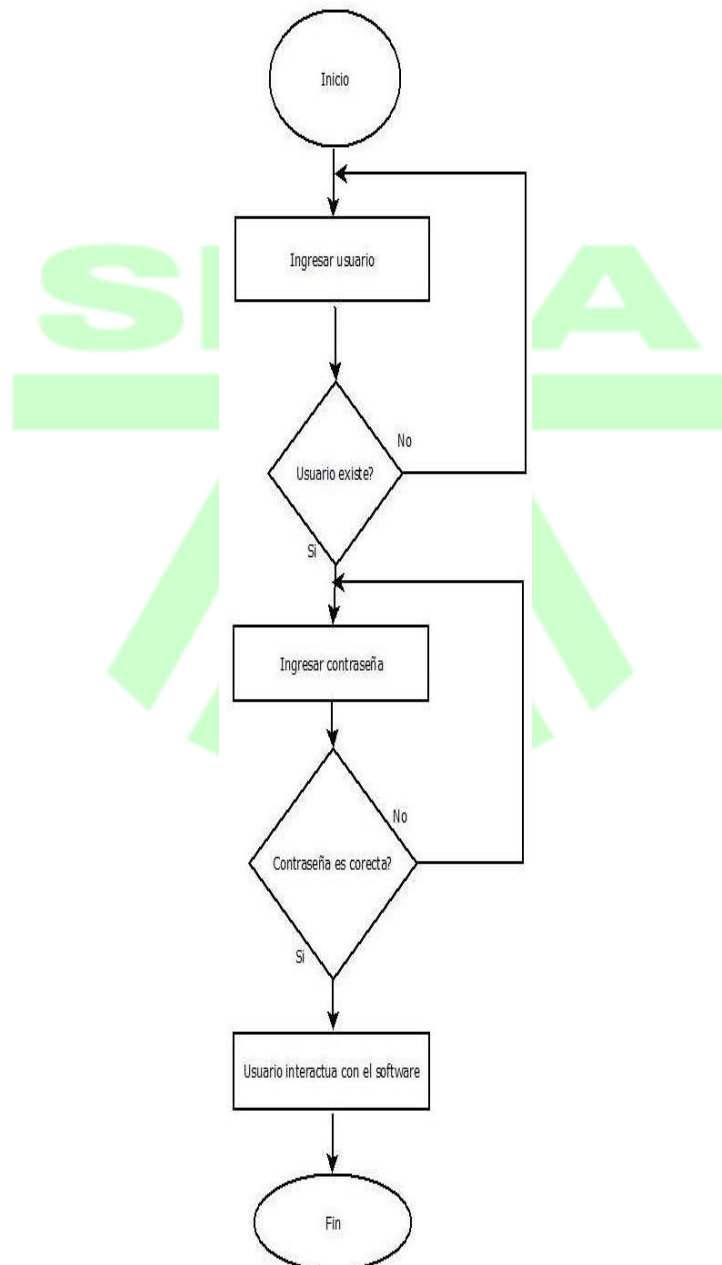 Inicio
Ingresar usuario
No
Usuario existe?
Si
Ingresar contraseña
No
Contraseña es corecta?
Si
Usuario interactua con el software
Fin